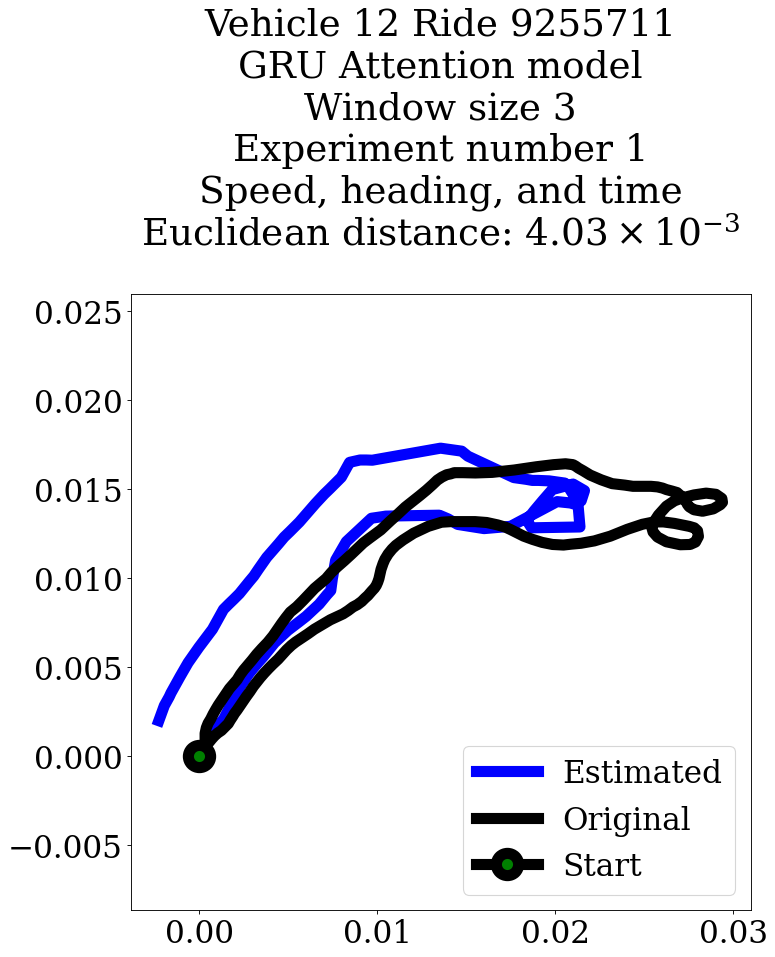 Vehicle 12 Ride 9255711
GRU Attention model
Window size 3
Experiment number 1
Speed, heading, and time
Euclidean distance: 4.03 × 10⁻³
0.025
0.020
0.015
0.010
0.005
0.000
−0.005
0.00 0.01 0.02 0.03
Estimated
Original
Start